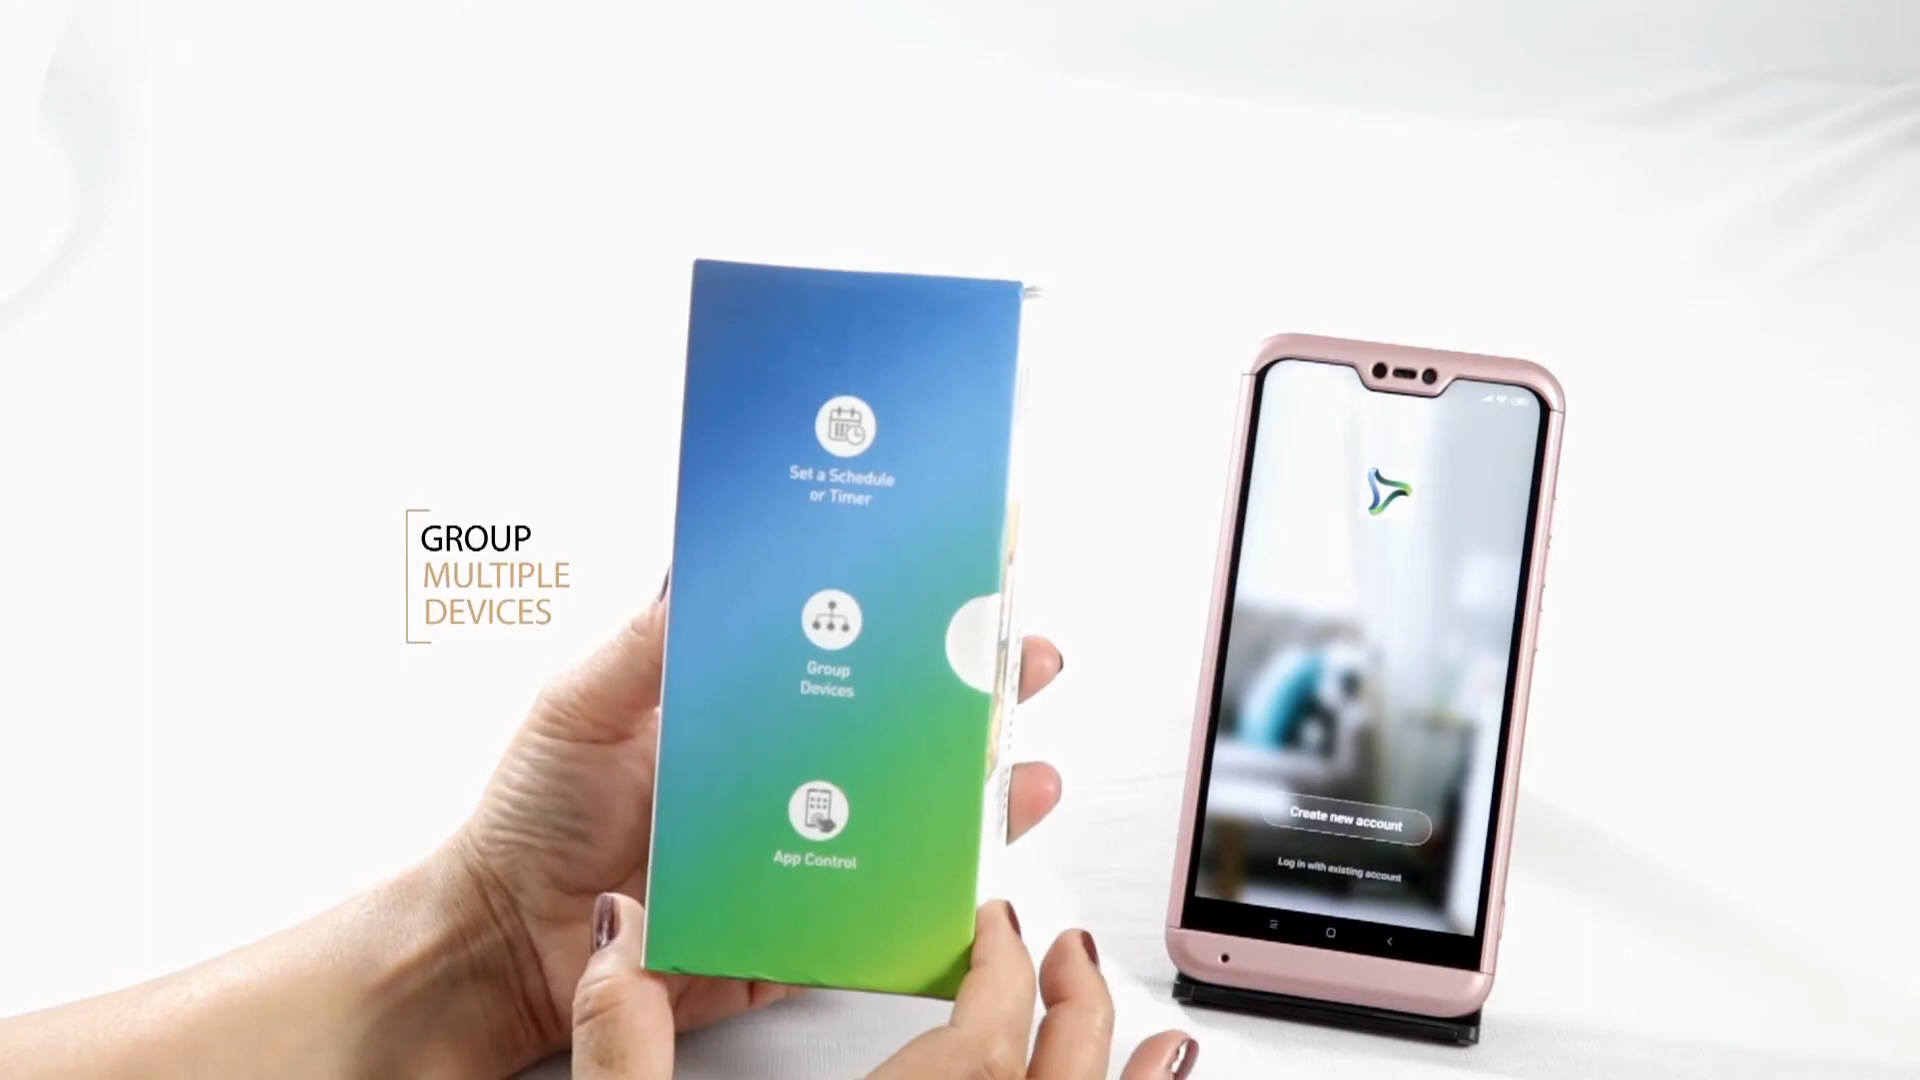 GROUP
MULTIPLE
DEVICES
Set a Schedule
or Timer
Group
Devices
App Control
Create new account
Log in with existing account